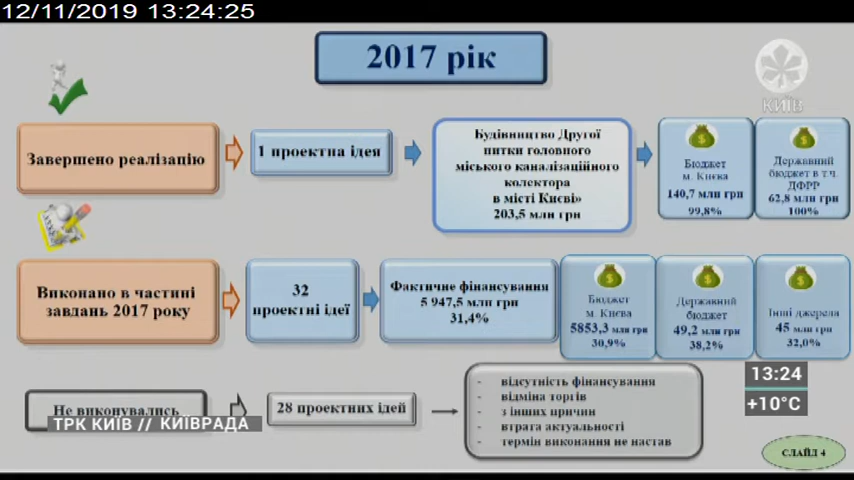 12/11/2019 13:24:25
2017 рік
КИЇВ
Завершено реалізацію
1 проектна ідея
Будівництво Другої
нитки головного
міського каналізаційного
колектора
в місті Києві»
203,5 млн грн
Бюджет
м. Києва
140,7 млн грн
99,8%
Державний
бюджет в т.ч.
ДФРР
62,8 млн грн
100%
Виконано в частині
завдань 2017 року
32
проектні ідеї
Фактичне фінансування
5 947,5 млн грн
31,4%
Бюджет
м. Києва
5853,3 млн грн
30,9%
Державний
бюджет
49,2 млн грн
38,2%
Інші джерела
45 млн грн
32,0%
Не виконувались
28 проектних ідей
- відсутність фінансування
- відміна торгів
- з інших причин
- втрата актуальності
- термін виконання не настав
13:24
+10°C
ТРК КИЇВ // КИЇВРАДА
СЛАЙД 4